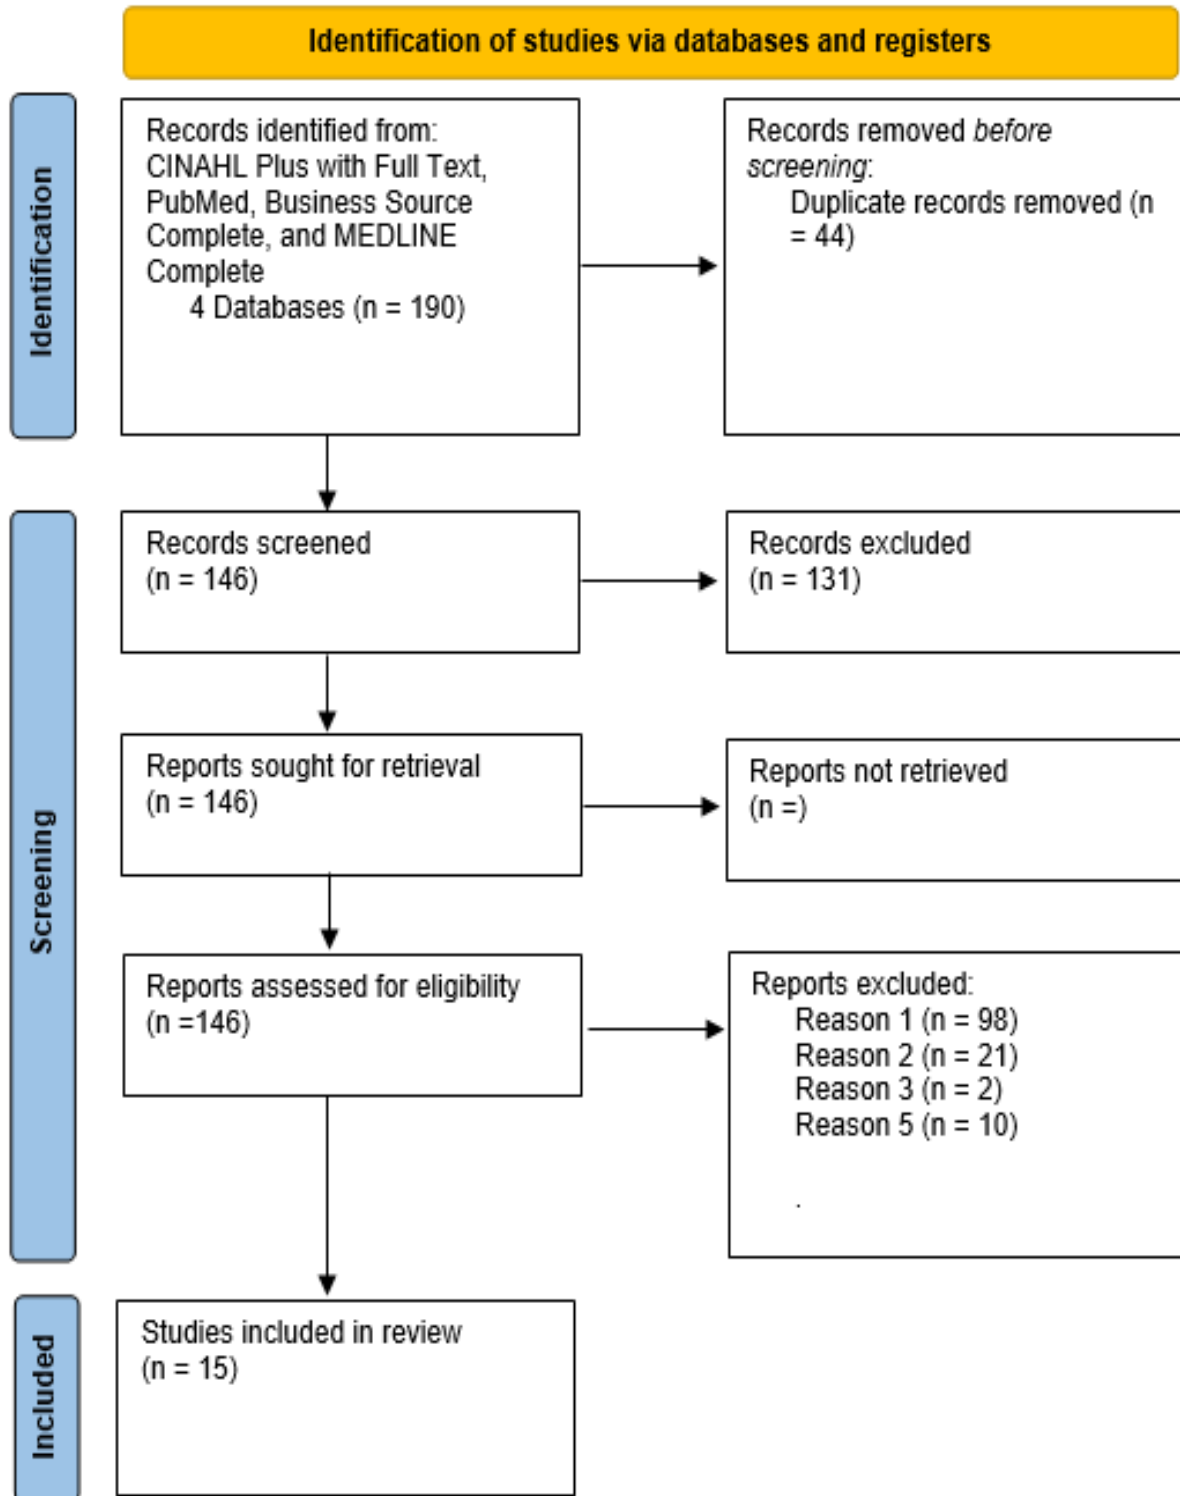 Identification of studies via databases and registers
Identification
Records identified from:
CINAHL Plus with Full Text,
PubMed, Business Source
Complete, and MEDLINE
Complete
4 Databases (n = 190)
Records removed before
screening:
Duplicate records removed (n
= 44)
Screening
Records screened
(n = 146)
Records excluded
(n = 131)
Reports sought for retrieval
(n = 146)
Reports not retrieved
(n =)
Reports assessed for eligibility
(n =146)
Reports excluded:
Reason 1 (n = 98)
Reason 2 (n = 21)
Reason 3 (n = 2)
Reason 5 (n = 10)
.
Included
Studies included in review
(n = 15)